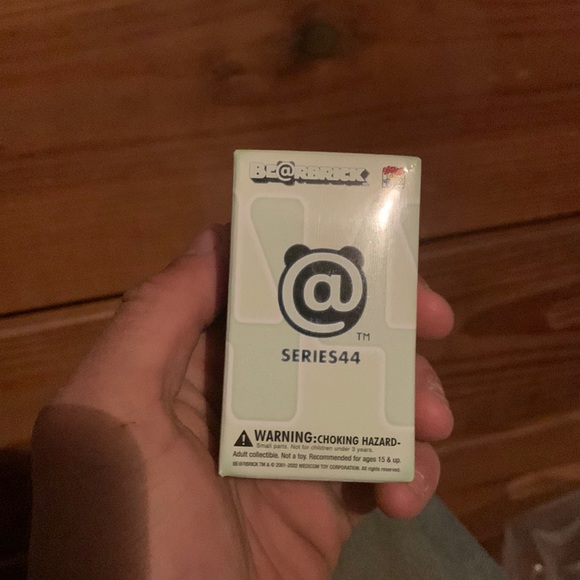 BE@RBRICK
@
TM
SERIES44
WARNING:CHOKING HAZARD-
Small parts. Not for children under 3 years.
Adult collectible. Not a toy. Recommended for ages 15 & up.
BE@RBRICK TM & © 2001-2022 MEDICOM TOY CORPORATION. All rights reserved.